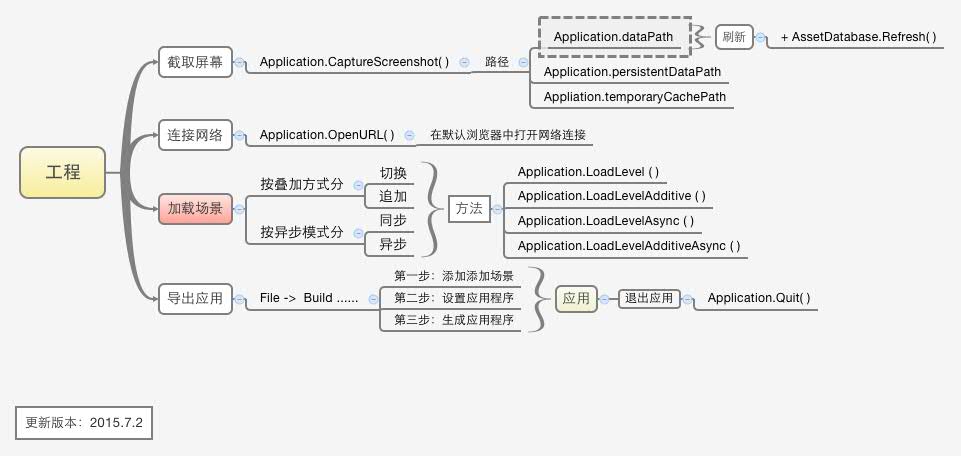 工程
截取屏幕
Application.CaptureScreenshot( )
路径
Application.dataPath
刷新
+ AssetDatabase.Refresh( )
Application.persistentDataPath
Appliation.temporaryCachePath
连接网络
Application.OpenURL( )
在默认浏览器中打开网络连接
加载场景
按叠加方式分
切换
追加
按异步模式分
同步
异步
方法
Application.LoadLevel ( )
Application.LoadLevelAdditive ( )
Application.LoadLevelAsync ( )
Application.LoadLevelAdditiveAsync ( )
导出应用
File -> Build ......
第一步：添加添加场景
第二步：设置应用程序
第三步：生成应用程序
应用
退出应用
Application.Quit( )
更新版本：2015.7.2